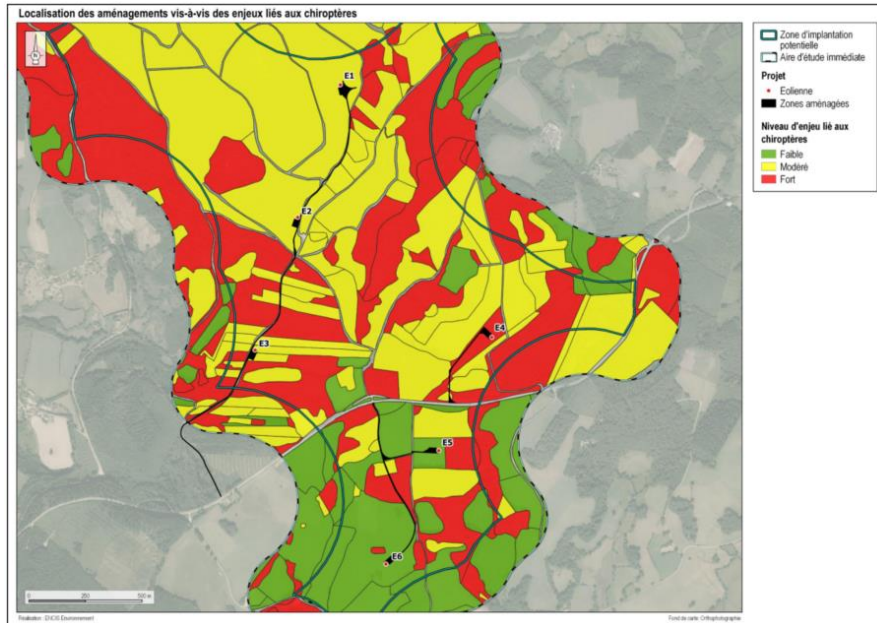 Localisation des aménagements vis-à-vis des enjeux liés aux chiroptères
N
E1
E2
E3
E4
E5
E6
0 250 500 m
Zone d'implantation
potentielle
Aire d'étude immédiate
Projet
Eolienne
Zones aménagées
Niveau d'enjeu lié aux
chiroptères
Faible
Modéré
Fort
Réalisation : ENCIS Environnement
Fond de carte: Orthophotographie